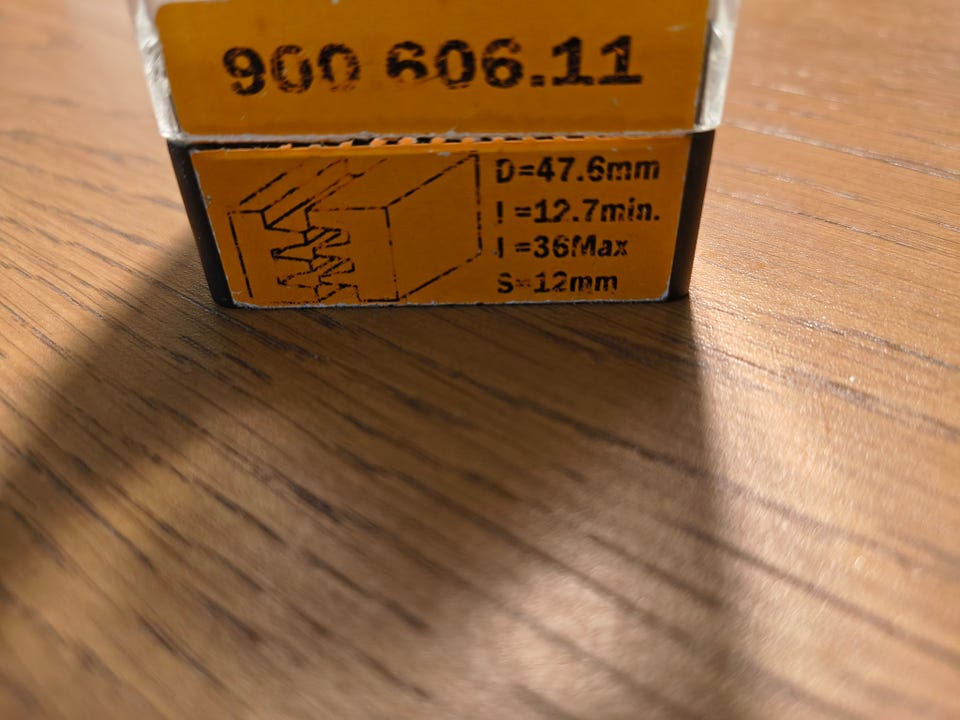 900 606.11
D=47.6mm
I =12.7min.
I =36Max
S=12mm